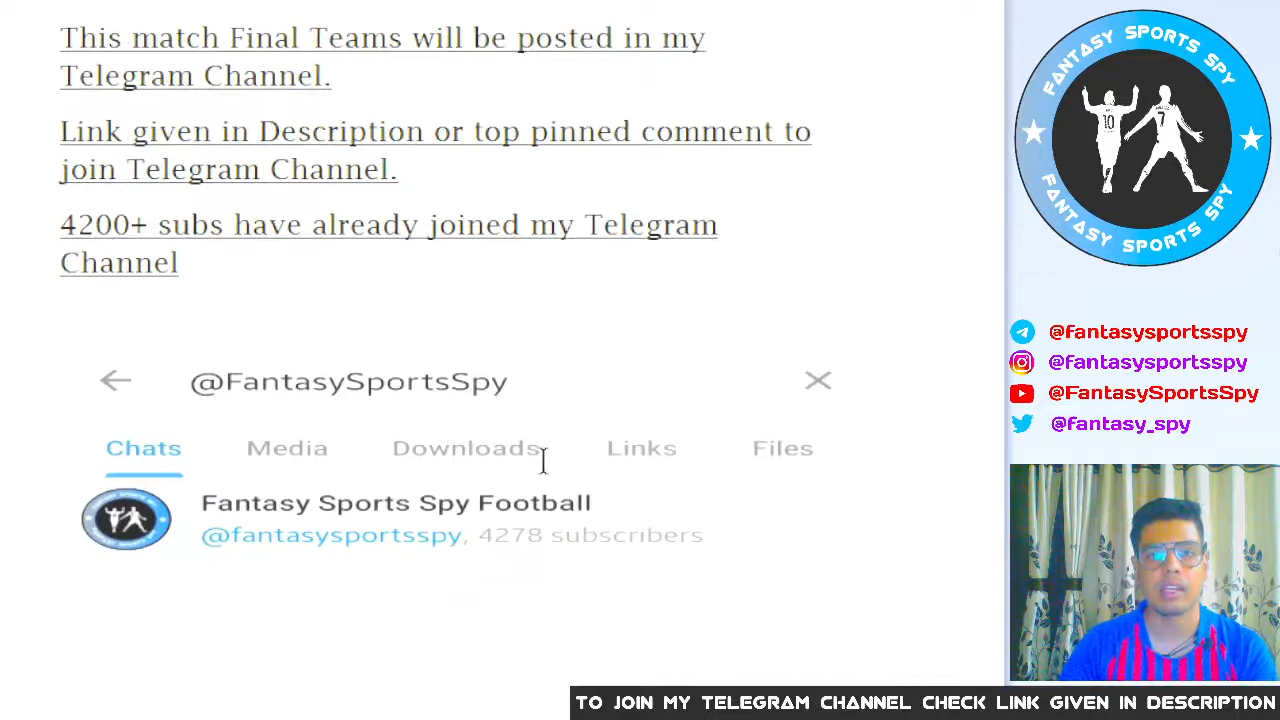 This match Final Teams will be posted in my
Telegram Channel.
Link given in Description or top pinned comment to
join Telegram Channel.
4200+ subs have already joined my Telegram
Channel
@FantasySportsSpy
Chats Media Downloads Links Files
Fantasy Sports Spy Football
@fantasysportsspy, 4278 subscribers
FANTASY SPORTS SPY
10 7
FANTASY SPORTS SPY
@fantasysportsspy
@fantasysportsspy
@FantasySportsSpy
@fantasy_spy
TO JOIN MY TELEGRAM CHANNEL CHECK LINK GIVEN IN DESCRIPTION